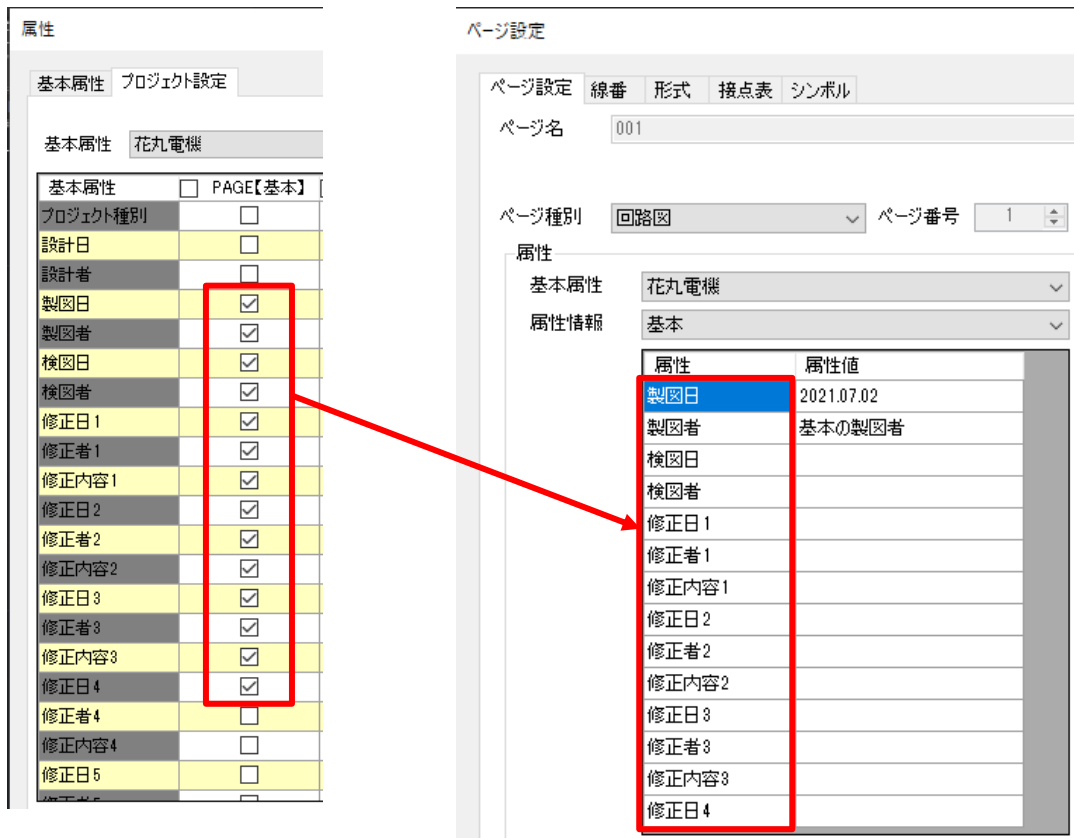 属性
基本属性 プロジェクト設定
基本属性 花丸電機
基本属性 PAGE【基本】
プロジェクト種別
設計日
設計者
製図日
製図者
検図日
検図者
修正日1
修正者1
修正内容1
修正日2
修正者2
修正内容2
修正日3
修正者3
修正内容3
修正日4
修正者4
修正内容4
修正日5
ページ設定
ページ設定 線番 形式 接点表 シンボル
ページ名 001
ページ種別 回路図 ページ番号 1
属性
基本属性 花丸電機
属性情報 基本
属性 属性値
製図日 2021.07.02
製図者 基本の製図者
検図日
検図者
修正日1
修正者1
修正内容1
修正日2
修正者2
修正内容2
修正日3
修正者3
修正内容3
修正日4